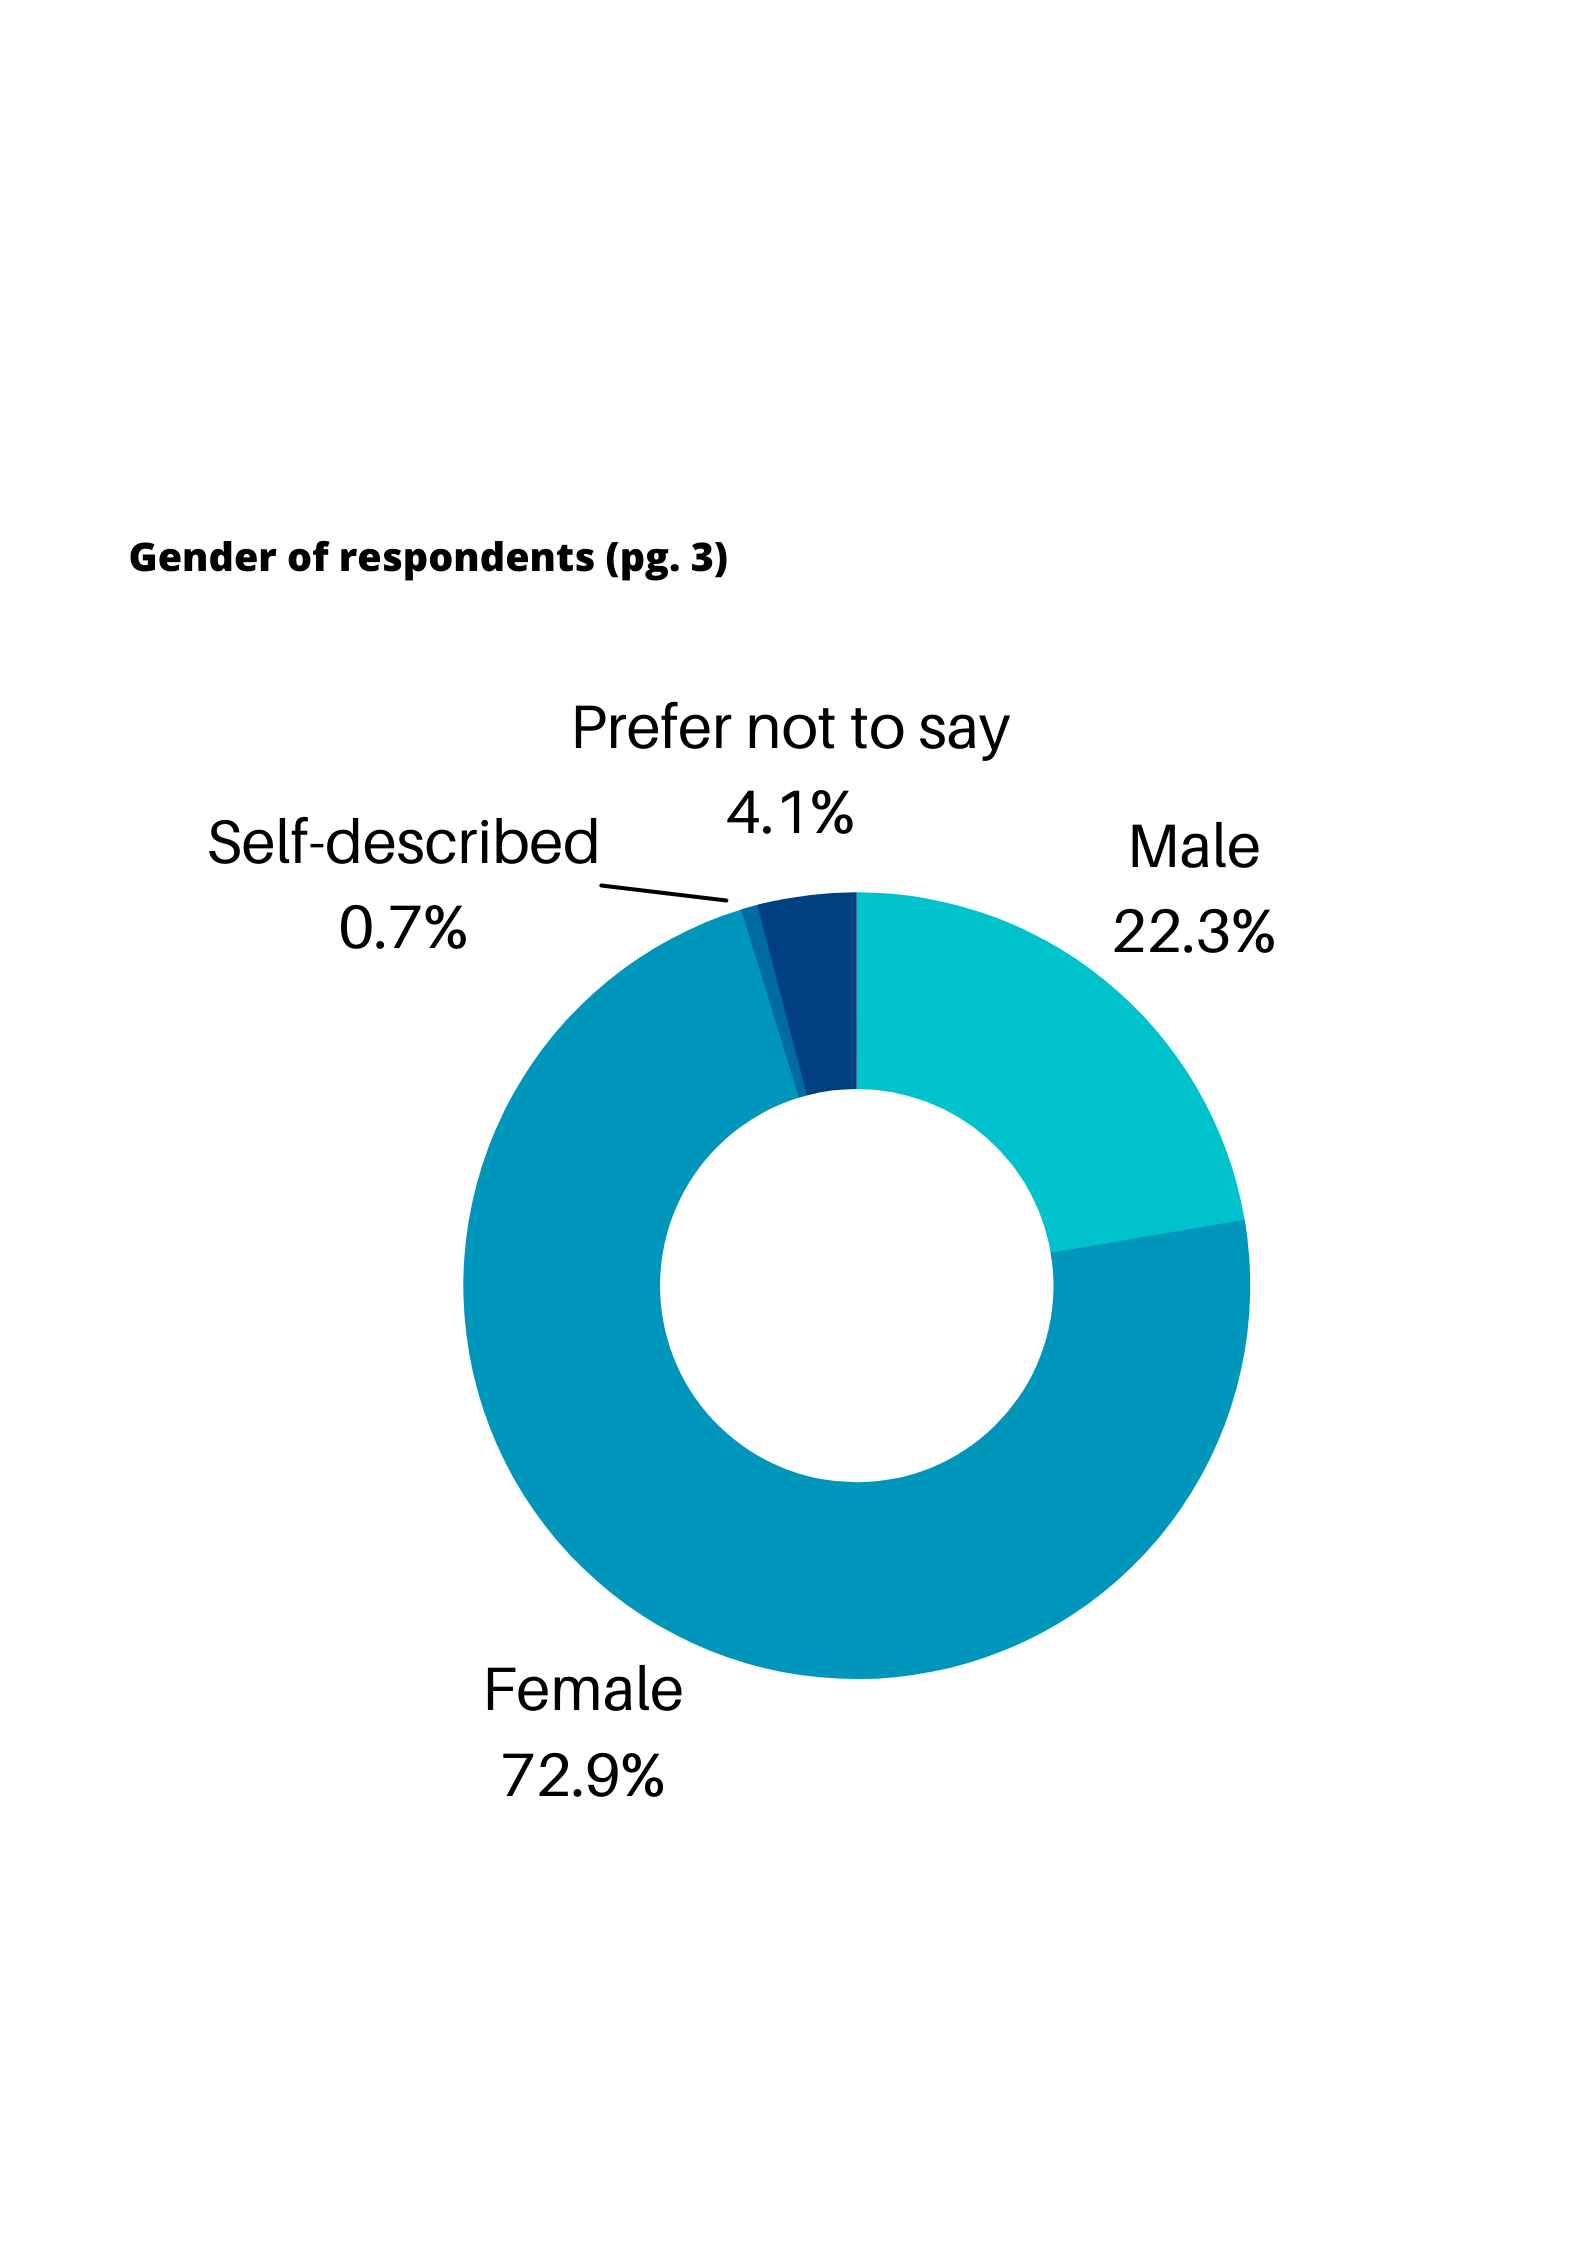 Gender of respondents (pg. 3)
Prefer not to say
4.1%
Self-described
0.7%
Male
22.3%
Female
72.9%